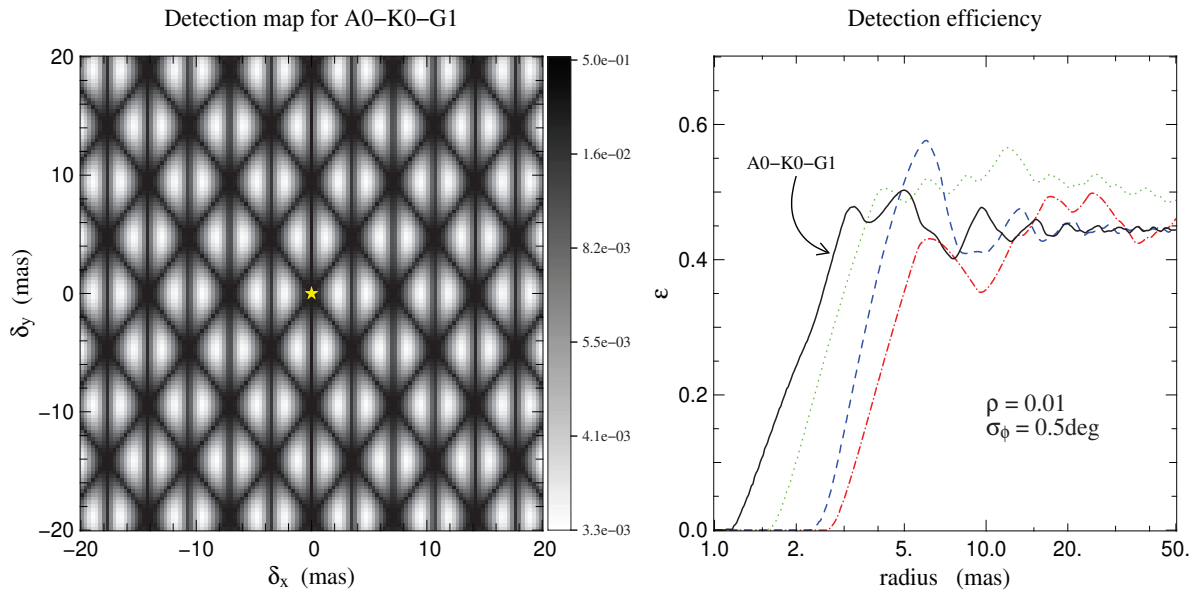 Detection map for A0−K0−G1
20
10
0
−10
−20
δy (mas)
−20
−10
0
10
20
δx (mas)
5.0e−01
1.6e−02
8.2e−03
5.5e−03
4.1e−03
3.3e−03
Detection efficiency
0.6
0.4
0.2
0.0
ε
A0−K0−G1
ρ = 0.01
σϕ = 0.5deg
1.0
2.
5.
10.0
20.
50.
radius (mas)